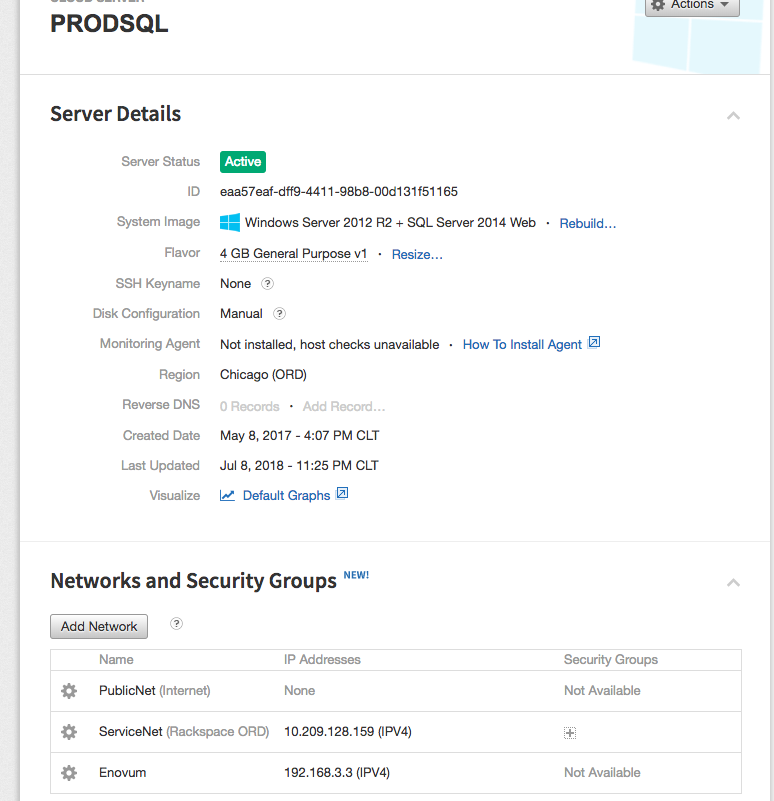 CLOUD SERVER
PRODSQL
Actions
Server Details
Server Status Active
ID eaa57eaf-dff9-4411-98b8-00d131f51165
System Image Windows Server 2012 R2 + SQL Server 2014 Web · Rebuild...
Flavor 4 GB General Purpose v1 · Resize...
SSH Keyname None ?
Disk Configuration Manual ?
Monitoring Agent Not installed, host checks unavailable · How To Install Agent
Region Chicago (ORD)
Reverse DNS 0 Records · Add Record...
Created Date May 8, 2017 - 4:07 PM CLT
Last Updated Jul 8, 2018 - 11:25 PM CLT
Visualize Default Graphs
Networks and Security Groups NEW!
Add Network ?
Name IP Addresses Security Groups
PublicNet (Internet) None Not Available
ServiceNet (Rackspace ORD) 10.209.128.159 (IPV4)
Enovum 192.168.3.3 (IPV4) Not Available